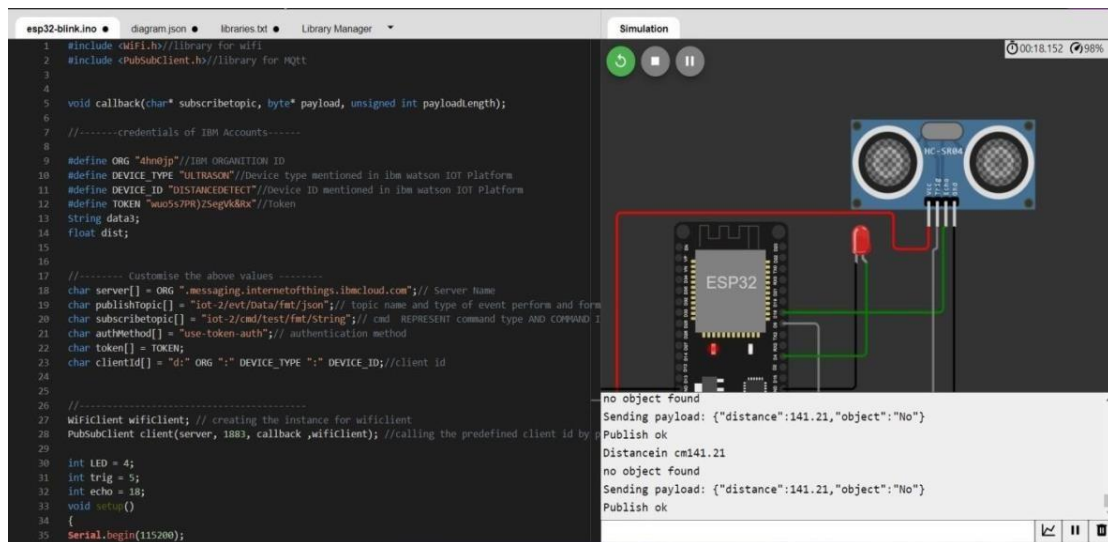 esp32-blink.ino ● diagram.json ● libraries.txt ● Library Manager
1 #include <WiFi.h>//library for wifi
2 #include <PubSubClient.h>//library for MQtt
3
4
5 void callback(char* subscribetopic, byte* payload, unsigned int payloadLength);
6
7 //-------credentials of IBM Accounts------
8
9 #define ORG "4hn0jp"//IBM ORGANITION ID
10 #define DEVICE_TYPE "ULTRASON"//Device type mentioned in ibm watson IOT Platform
11 #define DEVICE_ID "DISTANCEDETECT"//Device ID mentioned in ibm watson IOT Platform
12 #define TOKEN "wuo5s7PR)ZSegVk&Rx"//Token
13 String data3;
14 float dist;
15
16
17 //-------- Customise the above values --------
18 char server[] = ORG ".messaging.internetofthings.ibmcloud.com";// Server Name
19 char publishTopic[] = "iot-2/evt/Data/fmt/json";// topic name and type of event perform and form
20 char subscribetopic[] = "iot-2/cmd/test/fmt/String";// cmd REPRESENT command type AND COMMAND I
21 char authMethod[] = "use-token-auth";// authentication method
22 char token[] = TOKEN;
23 char clientId[] = "d:" ORG ":" DEVICE_TYPE ":" DEVICE_ID;//client id
24
25
26 //-----------------------------------------
27 WiFiClient wifiClient; // creating the instance for wificlient
28 PubSubClient client(server, 1883, callback ,wifiClient); //calling the predefined client id by p
29
30 int LED = 4;
31 int trig = 5;
32 int echo = 18;
33 void setup()
34 {
35 Serial.begin(115200);
Simulation
00:18.152 98%
HC-SR04
Vcc
Trig
Echo
Gnd
ESP32
no object found
Sending payload: {"distance":141.21,"object":"No"}
Publish ok
Distancein cm141.21
no object found
Sending payload: {"distance":141.21,"object":"No"}
Publish ok